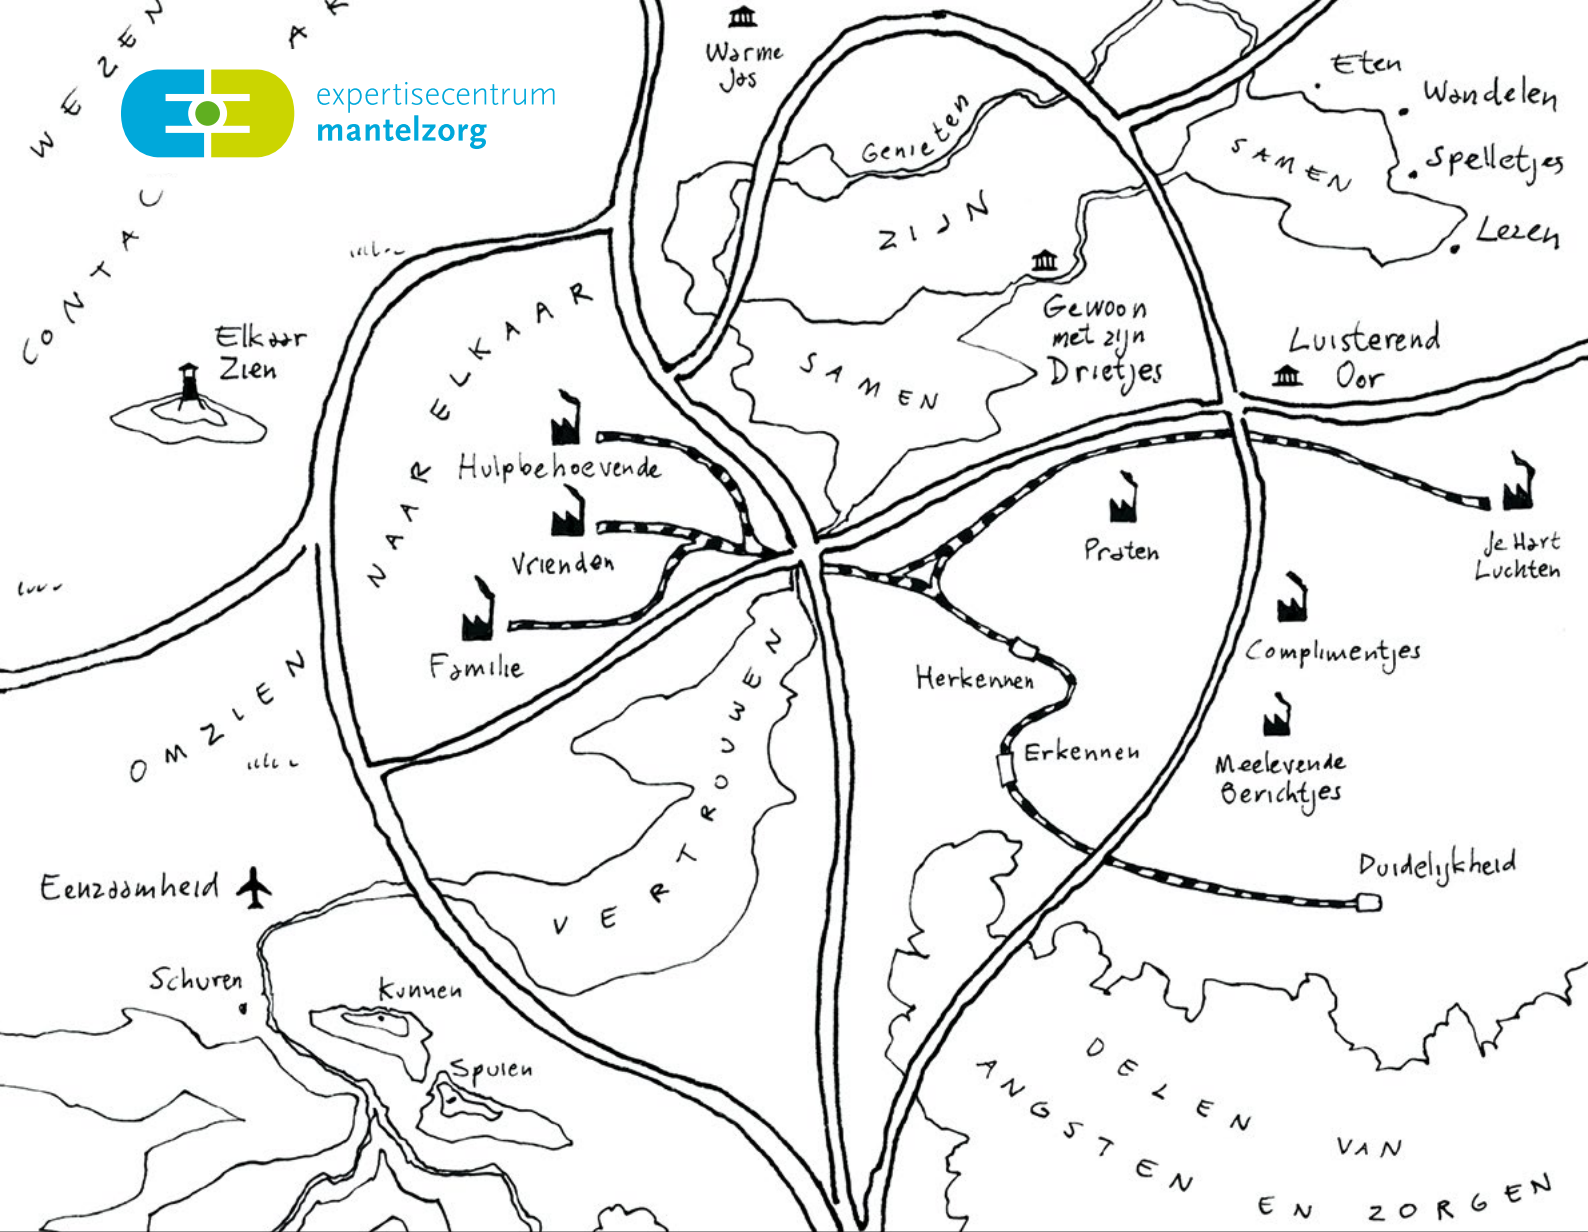 WEZEN
expertisecentrum
mantelzorg
Warme
Jas
Genieten
ZIJN
Eten
Wandelen
Spelletjes
Lezen
SAMEN
CONTAC
Elkaar
Zien
NAAR ELKAAR
Gewoon
met zijn
Drietjes
SAMEN
Luisterend
Oor
Hulpbehoevende
Vrienden
Familie
Praten
Je Hart
Luchten
Complimentjes
Herkennen
Erkennen
Meelevende
Berichtjes
OMZIEN
VERTROUWEN
Duidelijkheid
Eenzaamheid
Schuren
Kunnen
Spuien
DELEN VAN
ANGSTEN EN ZORGEN